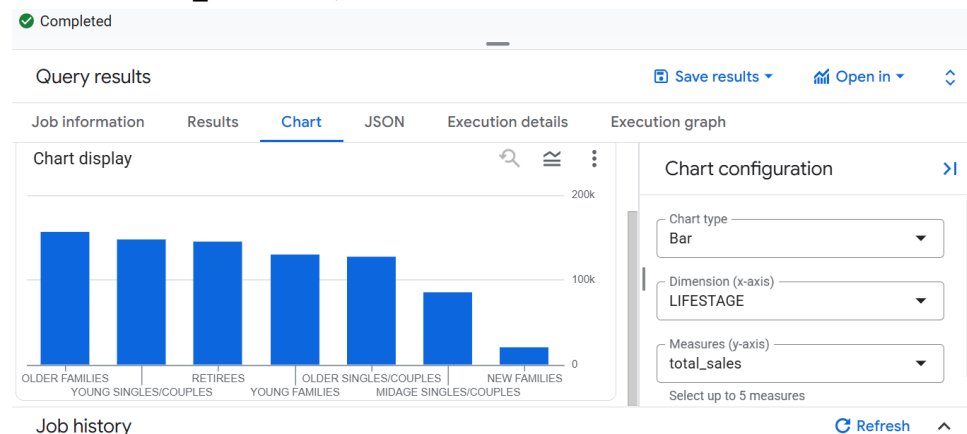 Completed
Query results
Save results
Open in
Job information
Results
Chart
JSON
Execution details
Execution graph
Chart display
200k
100k
0
OLDER FAMILIES
YOUNG SINGLES/COUPLES
RETIREES
YOUNG FAMILIES
OLDER SINGLES/COUPLES
MIDAGE SINGLES/COUPLES
NEW FAMILIES
Chart configuration
Chart type
Bar
Dimension (x-axis)
LIFESTAGE
Measures (y-axis)
total_sales
Select up to 5 measures
Job history
Refresh